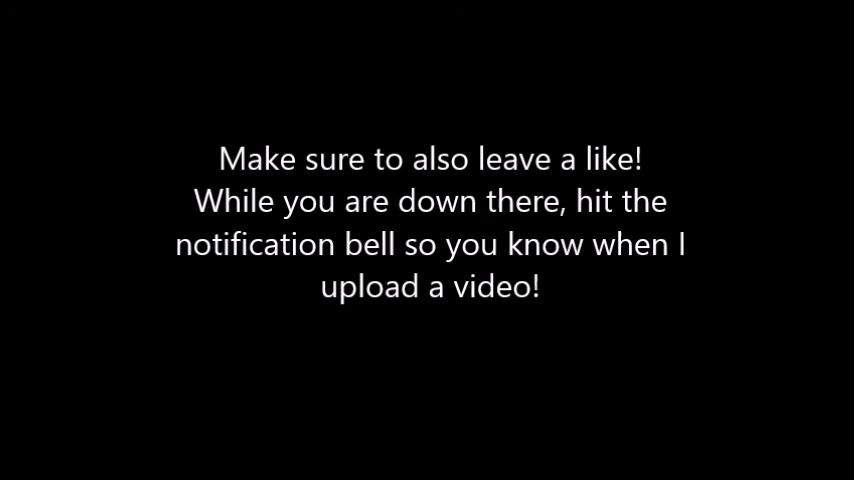 Make sure to also leave a like!
While you are down there, hit the
notification bell so you know when I
upload a video!